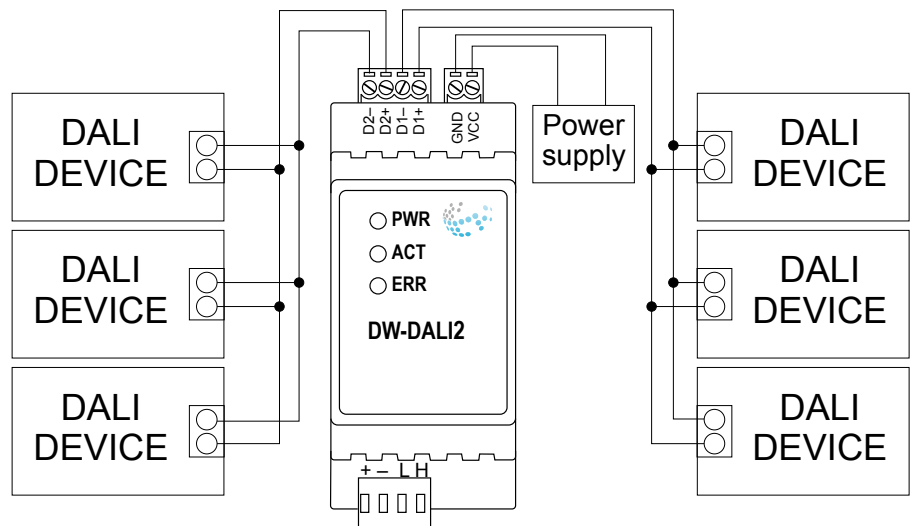 D2–
D2+
D1–
D1+
GND
VCC
Power
supply
DALI
DEVICE
DALI
DEVICE
DALI
DEVICE
PWR
ACT
ERR
DW-DALI2
+ – L H
DALI
DEVICE
DALI
DEVICE
DALI
DEVICE